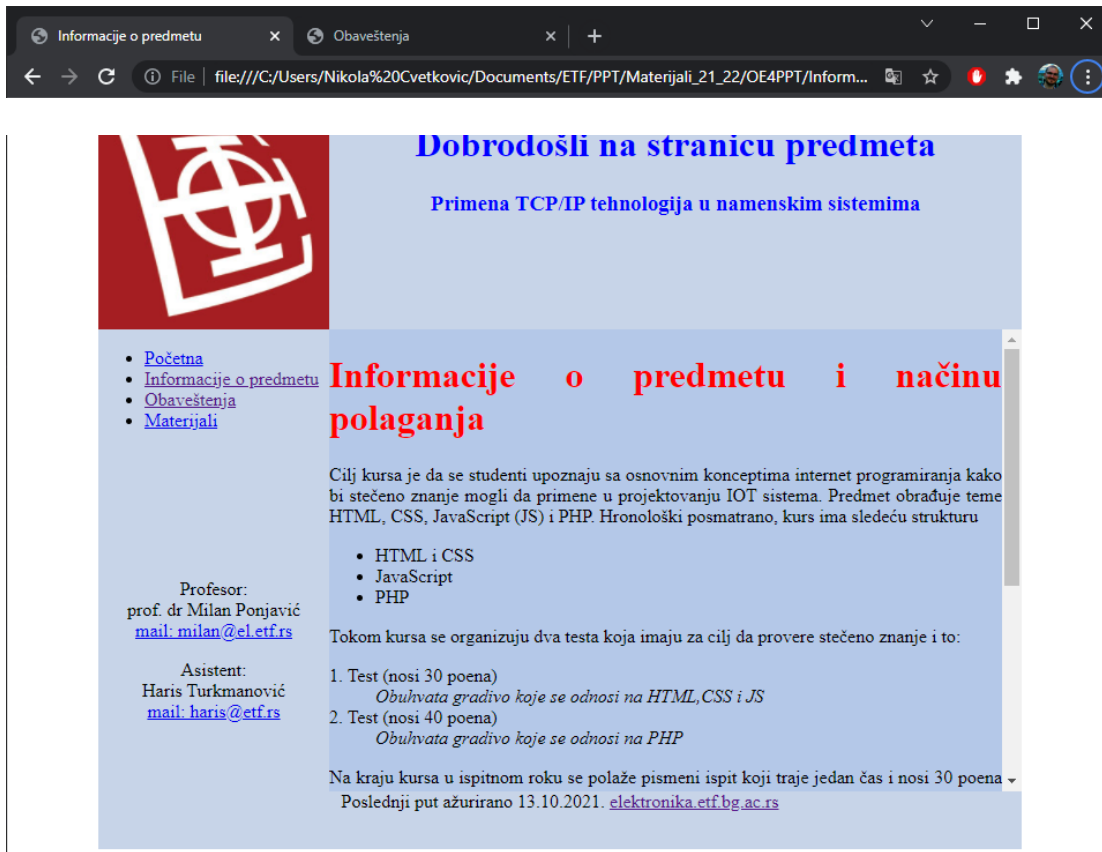 Informacije o predmetu
Obaveštenja
File
file:///C:/Users/Nikola%20Cvetkovic/Documents/ETF/PPT/Materijali_21_22/OE4PPT/Inform...
Dobrodošli na stranicu predmeta
Primena TCP/IP tehnologija u namenskim sistemima
Početna
Informacije o predmetu
Obaveštenja
Materijali
Profesor:
prof. dr Milan Ponjavić
mail: milan@el.etf.rs
Asistent:
Haris Turkmanović
mail: haris@etf.rs
Informacije o predmetu i načinu
polaganja
Cilj kursa je da se studenti upoznaju sa osnovnim konceptima internet programiranja kako
bi stečeno znanje mogli da primene u projektovanju IOT sistema. Predmet obrađuje teme
HTML, CSS, JavaScript (JS) i PHP. Hronološki posmatrano, kurs ima sledeću strukturu
HTML i CSS
JavaScript
PHP
Tokom kursa se organizuju dva testa koja imaju za cilj da provere stečeno znanje i to:
1. Test (nosi 30 poena)
Obuhvata gradivo koje se odnosi na HTML,CSS i JS
2. Test (nosi 40 poena)
Obuhvata gradivo koje se odnosi na PHP
Na kraju kursa u ispitnom roku se polaže pismeni ispit koji traje jedan čas i nosi 30 poena
Poslednji put ažurirano 13.10.2021. elektronika.etf.bg.ac.rs